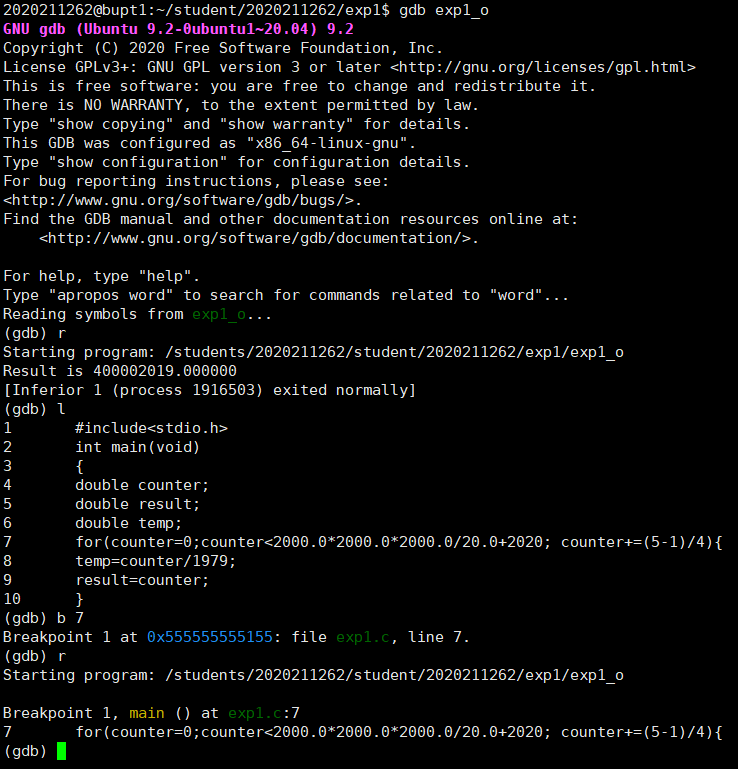 2020211262@bupt1:~/student/2020211262/exp1$ gdb exp1_o
GNU gdb (Ubuntu 9.2-0ubuntu1~20.04) 9.2
Copyright (C) 2020 Free Software Foundation, Inc.
License GPLv3+: GNU GPL version 3 or later <http://gnu.org/licenses/gpl.html>
This is free software: you are free to change and redistribute it.
There is NO WARRANTY, to the extent permitted by law.
Type "show copying" and "show warranty" for details.
This GDB was configured as "x86_64-linux-gnu".
Type "show configuration" for configuration details.
For bug reporting instructions, please see:
<http://www.gnu.org/software/gdb/bugs/>.
Find the GDB manual and other documentation resources online at:
    <http://www.gnu.org/software/gdb/documentation/>.

For help, type "help".
Type "apropos word" to search for commands related to "word"...
Reading symbols from exp1_o...
(gdb) r
Starting program: /students/2020211262/student/2020211262/exp1/exp1_o
Result is 400002019.000000
[Inferior 1 (process 1916503) exited normally]
(gdb) l
1       #include<stdio.h>
2       int main(void)
3       {
4       double counter;
5       double result;
6       double temp;
7       for(counter=0;counter<2000.0*2000.0*2000.0/20.0+2020; counter+=(5-1)/4){
8       temp=counter/1979;
9       result=counter;
10      }
(gdb) b 7
Breakpoint 1 at 0x555555555155: file exp1.c, line 7.
(gdb) r
Starting program: /students/2020211262/student/2020211262/exp1/exp1_o

Breakpoint 1, main () at exp1.c:7
7       for(counter=0;counter<2000.0*2000.0*2000.0/20.0+2020; counter+=(5-1)/4){
(gdb)